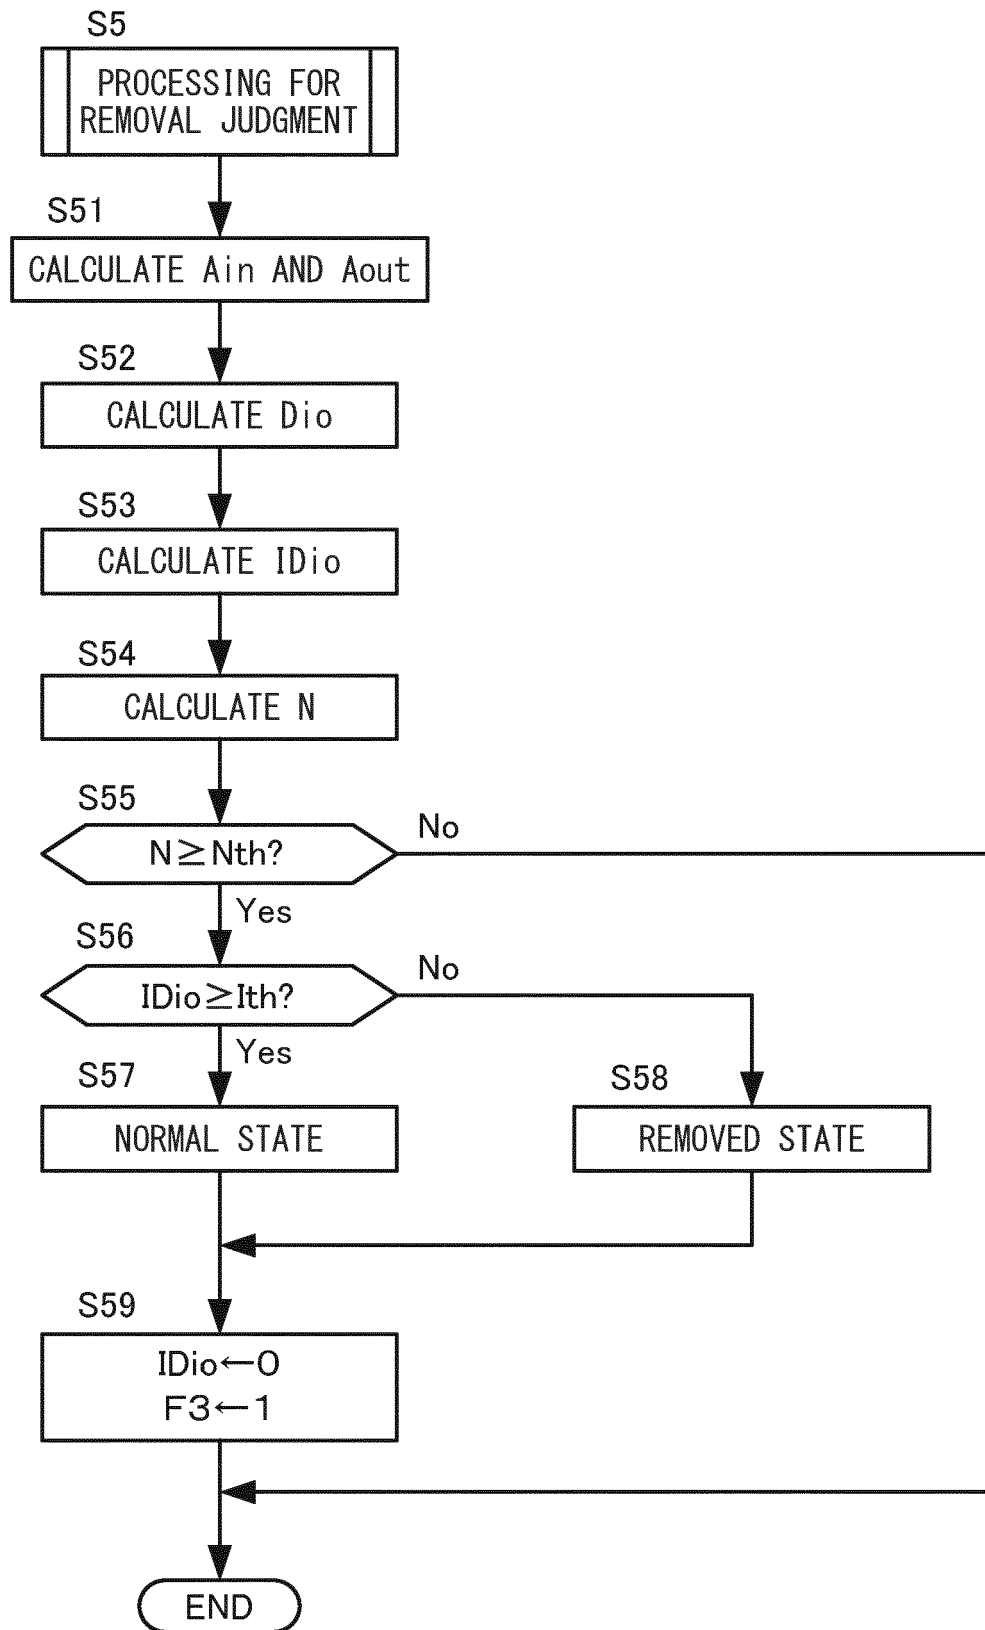 S5
PROCESSING FOR
REMOVAL JUDGMENT
S51
CALCULATE Ain AND Aout
S52
CALCULATE Dio
S53
CALCULATE IDio
S54
CALCULATE N
S55
N≧Nth?
No
Yes
S56
IDio≧Ith?
No
Yes
S57
NORMAL STATE
S58
REMOVED STATE
S59
IDio←0
F3←1
END